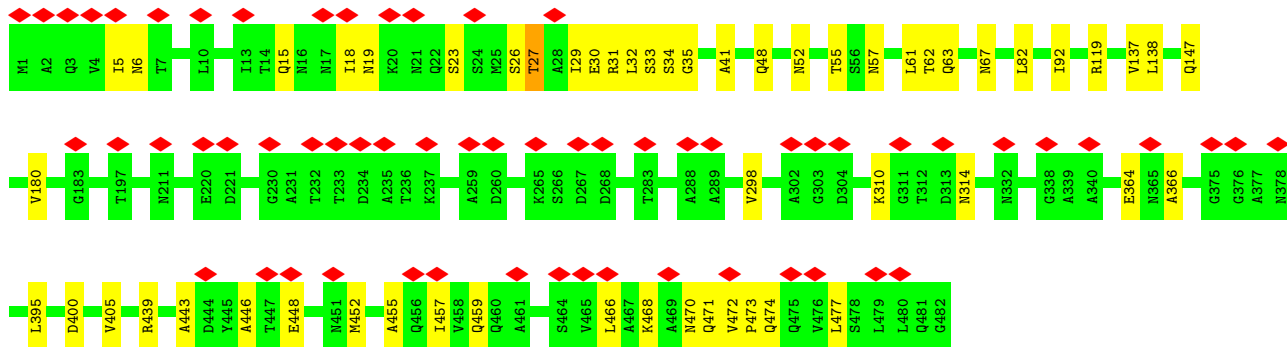 M1 A2 Q3 V4 I5 N6 T7 L10 I13 T14 Q15 N16 N17 I18 N19 K20 N21 Q22 S23 S24 M25 S26 T27 A28 I29 E30 R31 L32 S33 S34 G35 A41 Q48 N52 T55 S56 N57 L61 T62 Q63 N67 L82 I92 R119 V137 L138 Q147
V180 G183 T197 N211 E220 D221 G230 A231 T232 T233 D234 A235 T236 K237 A259 D260 K265 S266 D267 D268 T283 A288 A289 V298 A302 G303 D304 K310 G311 T312 D313 N314 N332 G338 A339 A340 E364 N365 A366 G375 G376 A377 N378
L395 D400 V405 R439 A443 D444 Y445 A446 T447 E448 N451 M452 A455 Q456 I457 V458 Q459 Q460 A461 S464 V465 L466 A467 K468 A469 N470 Q471 V472 P473 Q474 Q475 V476 L477 S478 L479 L480 Q481 G482